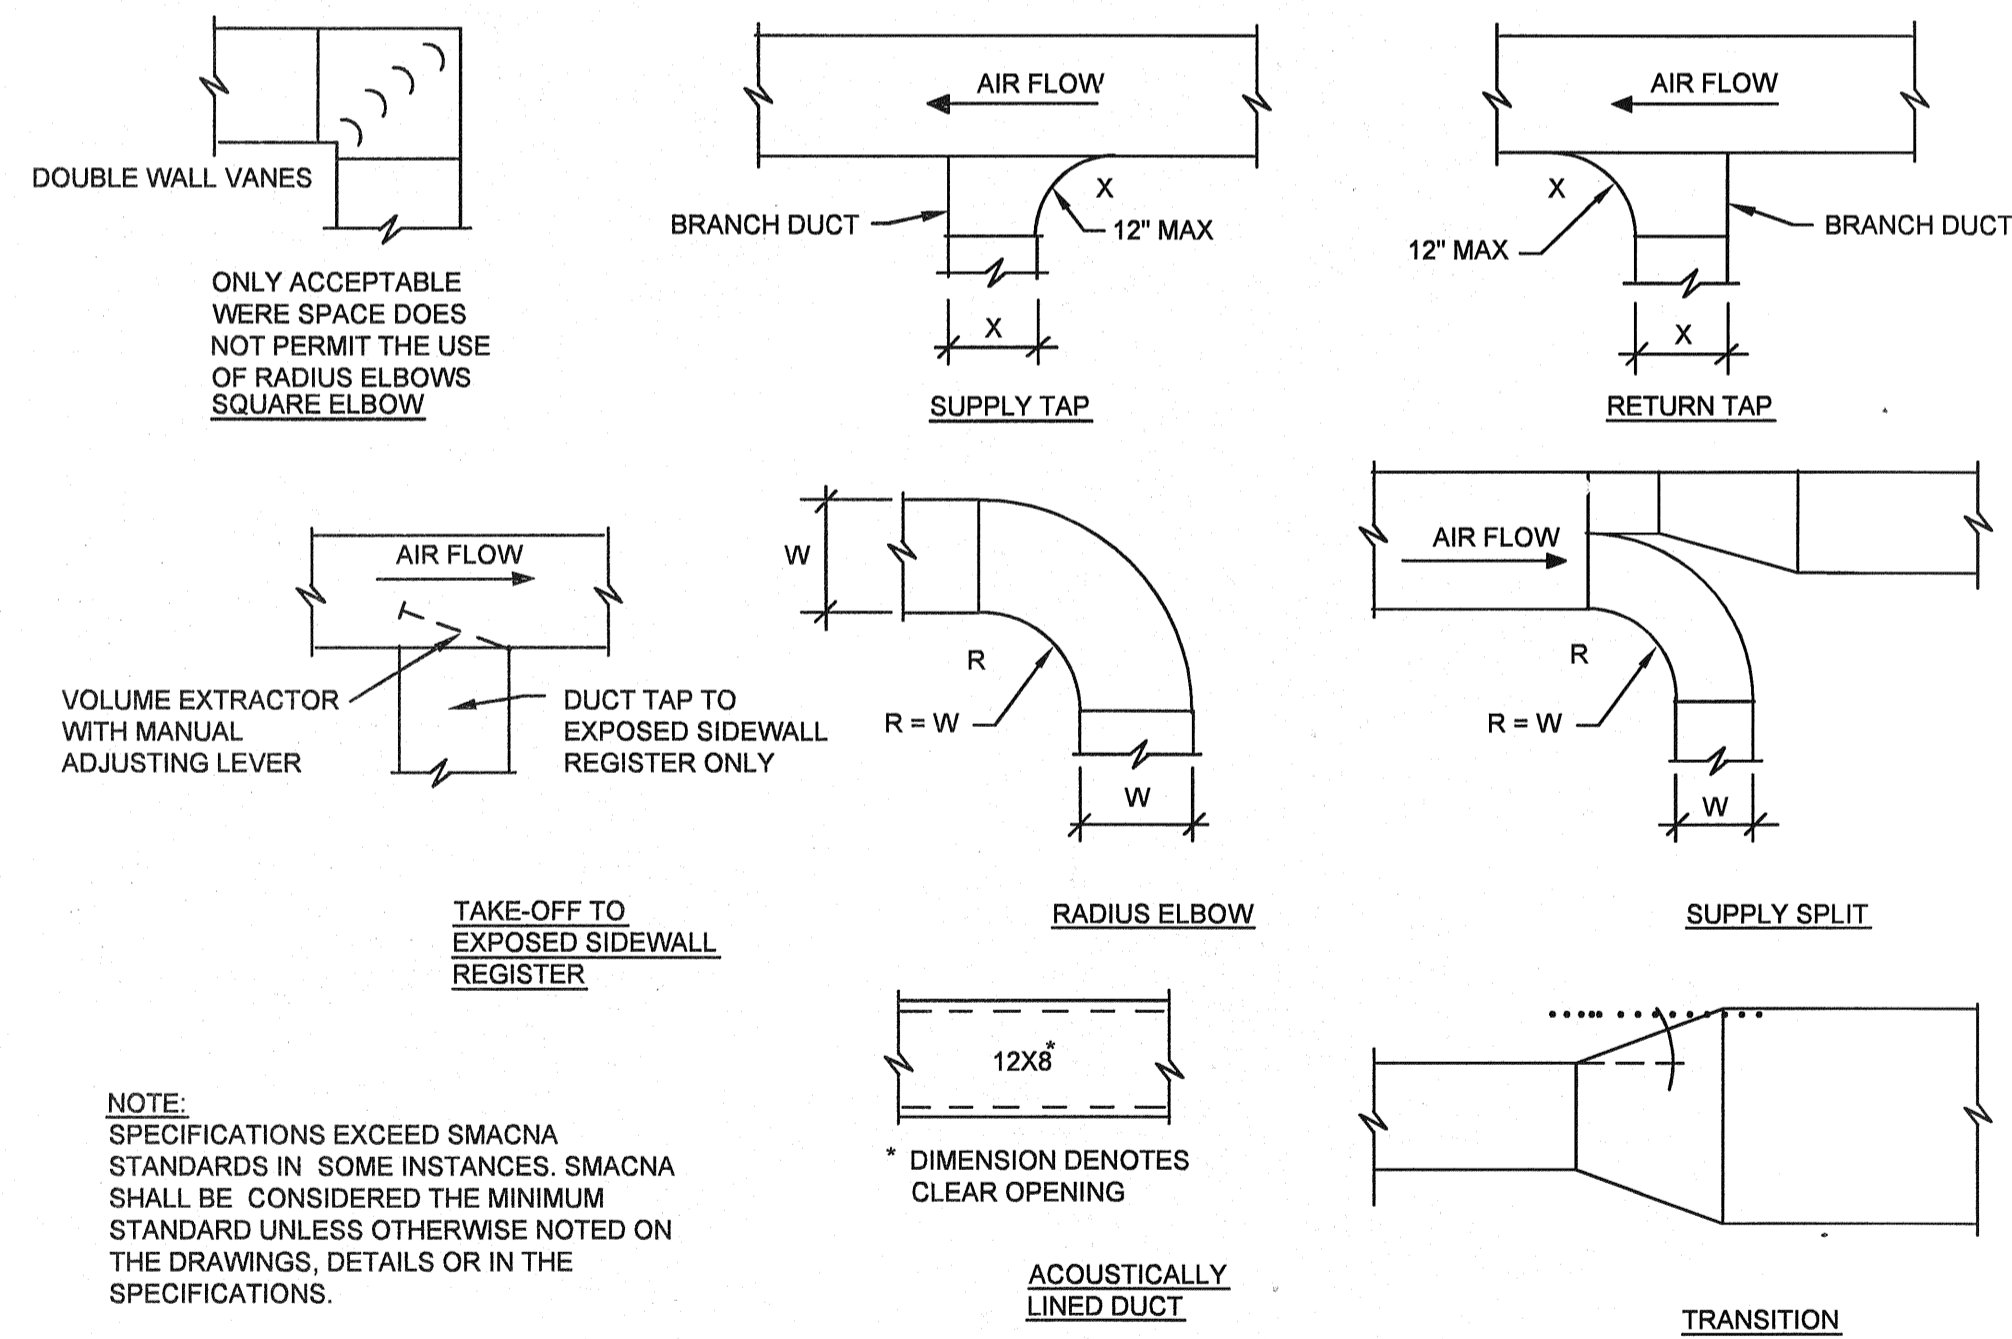 DOUBLE WALL VANES
ONLY ACCEPTABLE
WERE SPACE DOES
NOT PERMIT THE USE
OF RADIUS ELBOWS
SQUARE ELBOW
AIR FLOW
BRANCH DUCT
X
12" MAX
X
SUPPLY TAP
AIR FLOW
X
12" MAX
BRANCH DUCT
X
RETURN TAP
AIR FLOW
VOLUME EXTRACTOR
WITH MANUAL
ADJUSTING LEVER
DUCT TAP TO
EXPOSED SIDEWALL
REGISTER ONLY
TAKE-OFF TO
EXPOSED SIDEWALL
REGISTER
W
R
R = W
W
RADIUS ELBOW
AIR FLOW
R
R = W
W
SUPPLY SPLIT
NOTE:
SPECIFICATIONS EXCEED SMACNA
STANDARDS IN SOME INSTANCES. SMACNA
SHALL BE CONSIDERED THE MINIMUM
STANDARD UNLESS OTHERWISE NOTED ON
THE DRAWINGS, DETAILS OR IN THE
SPECIFICATIONS.
12X8*
* DIMENSION DENOTES
CLEAR OPENING
ACOUSTICALLY
LINED DUCT
TRANSITION